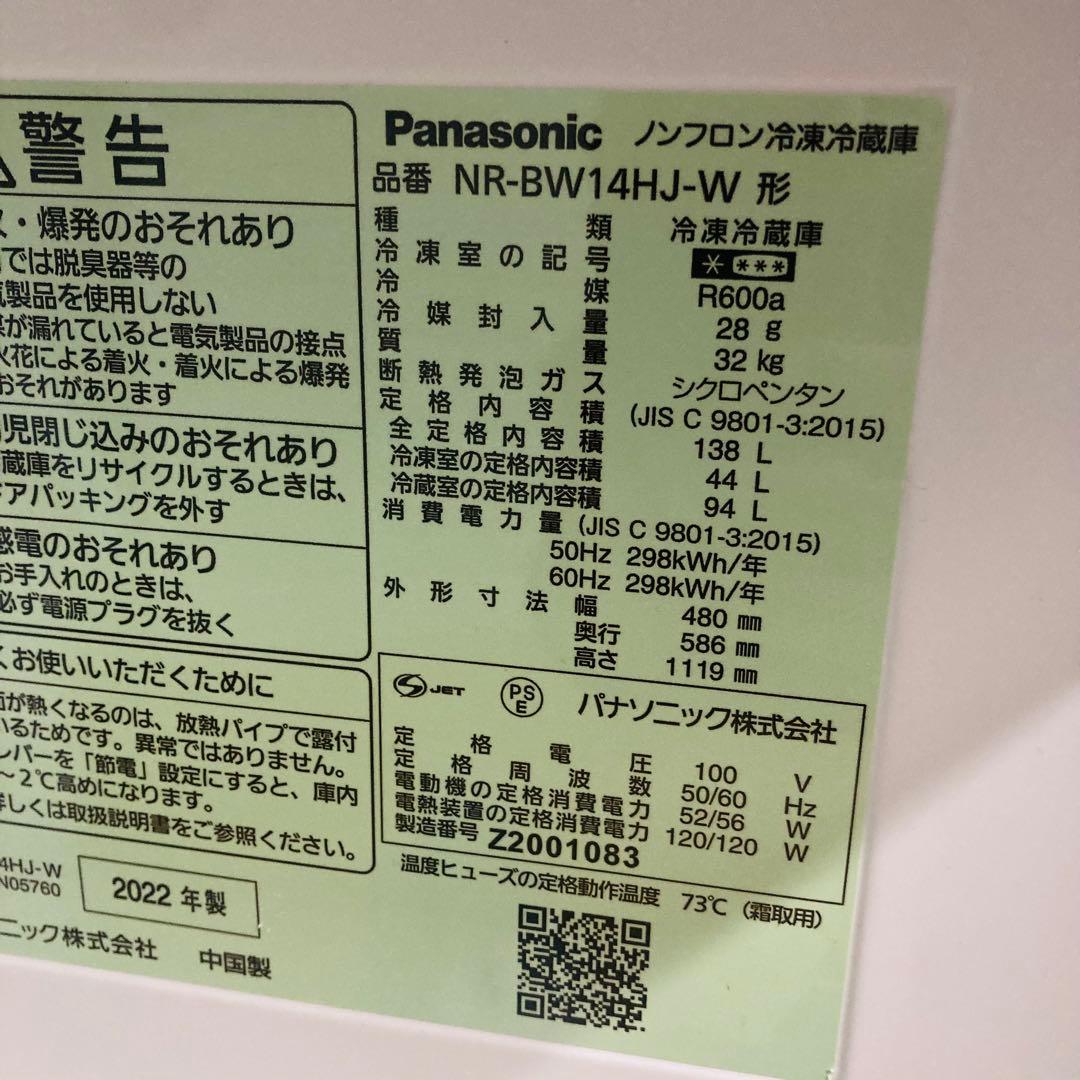 警告
・爆発のおそれあり
では脱臭器等の
製品を使用しない
が漏れていると電気製品の接点
火花による着火・着火による爆発
おそれがあります
児閉じ込みのおそれあり
蔵庫をリサイクルするときは、
ドアパッキングを外す
感電のおそれあり
お手入れのときは、
必ず電源プラグを抜く
くお使いいただくために
面が熱くなるのは、放熱パイプで露付
いるためです。異常ではありません。
レバーを「節電」設定にすると、庫内
～2℃高めになります。
詳しくは取扱説明書をご参照ください。
4HJ-W
N05760
2022 年製
ニック株式会社 中国製
Panasonic ノンフロン冷凍冷蔵庫
品番 NR-BW14HJ-W 形
種類 冷凍冷蔵庫
冷凍室の記号 * ***
冷媒 R600a
冷媒封入量 28 g
質量 32 kg
断熱発泡ガス シクロペンタン
定格内容積 (JIS C 9801-3:2015)
全定格内容積 138 L
冷凍室の定格内容積 44 L
冷蔵室の定格内容積 94 L
消費電力量 (JIS C 9801-3:2015)
50Hz 298kWh/年
60Hz 298kWh/年
外形寸法 幅 480 mm
奥行 586 mm
高さ 1119 mm
S JET PSE パナソニック株式会社
定格電圧 100 V
定格周波数 50/60 Hz
電動機の定格消費電力 52/56 W
電熱装置の定格消費電力 120/120 W
製造番号 Z2001083
温度ヒューズの定格動作温度 73℃ (霜取用)